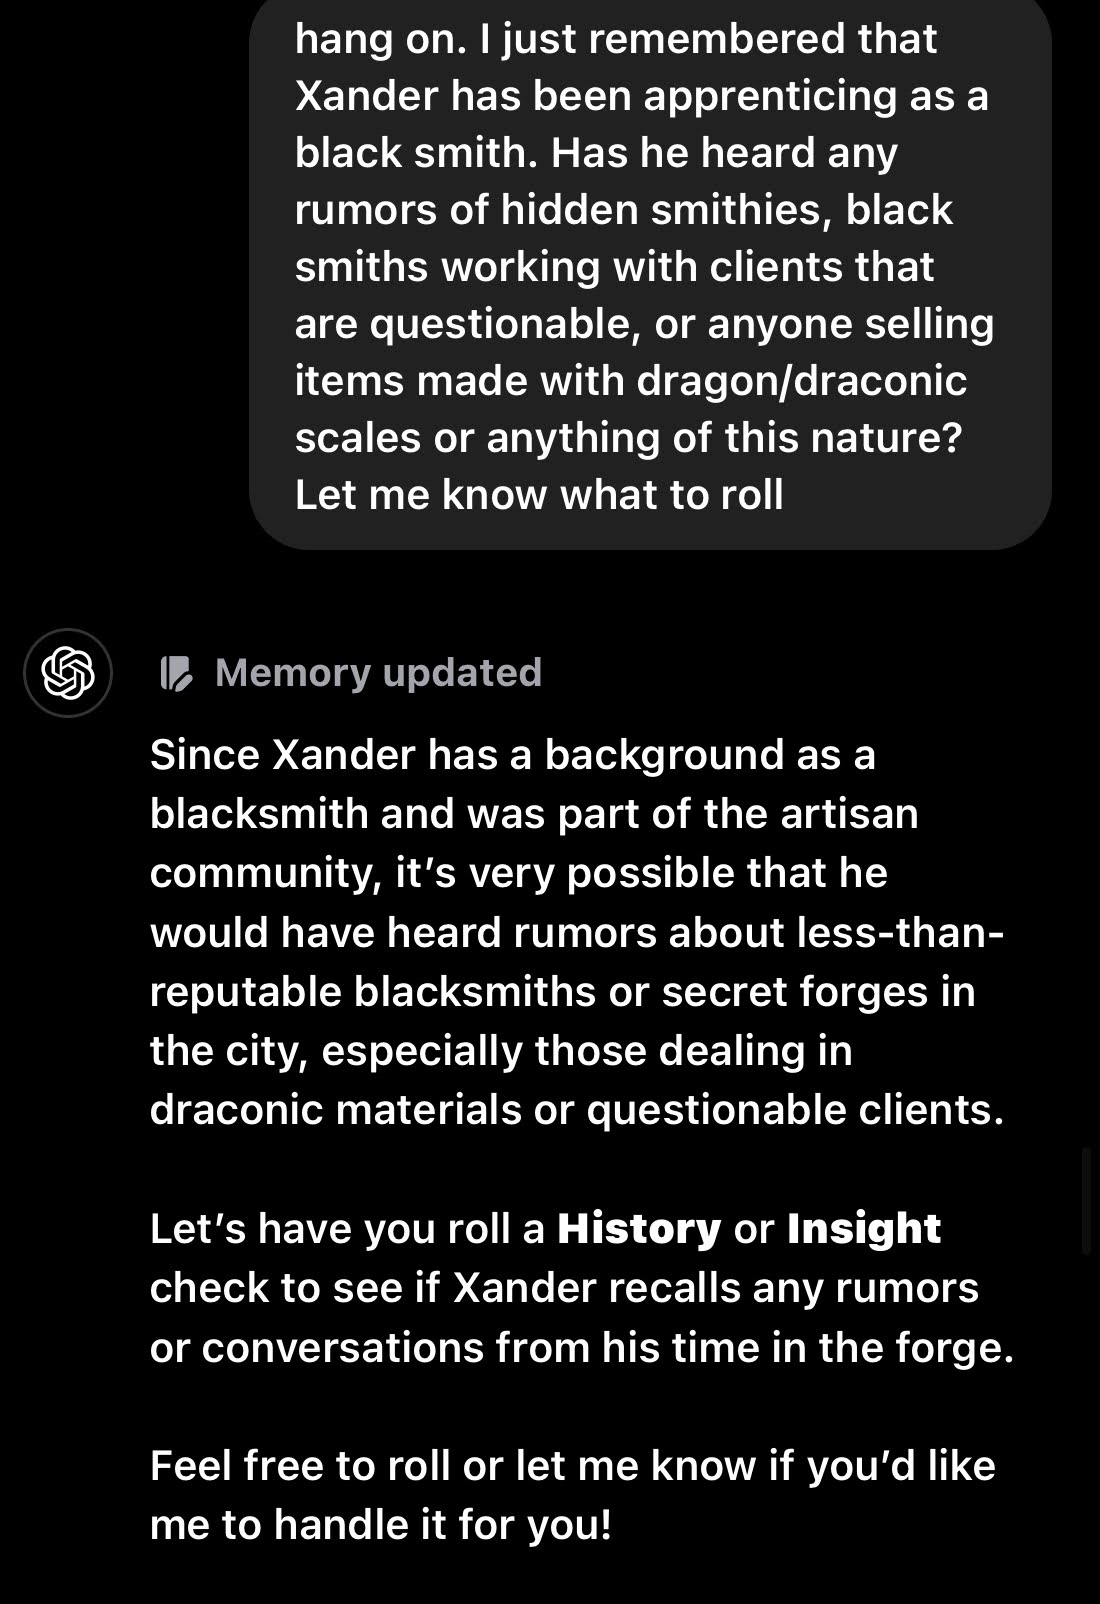 hang on. I just remembered that
Xander has been apprenticing as a
black smith. Has he heard any
rumors of hidden smithies, black
smiths working with clients that
are questionable, or anyone selling
items made with dragon/draconic
scales or anything of this nature?
Let me know what to roll
Memory updated
Since Xander has a background as a
blacksmith and was part of the artisan
community, it’s very possible that he
would have heard rumors about less-than-
reputable blacksmiths or secret forges in
the city, especially those dealing in
draconic materials or questionable clients.
Let’s have you roll a History or Insight
check to see if Xander recalls any rumors
or conversations from his time in the forge.
Feel free to roll or let me know if you’d like
me to handle it for you!